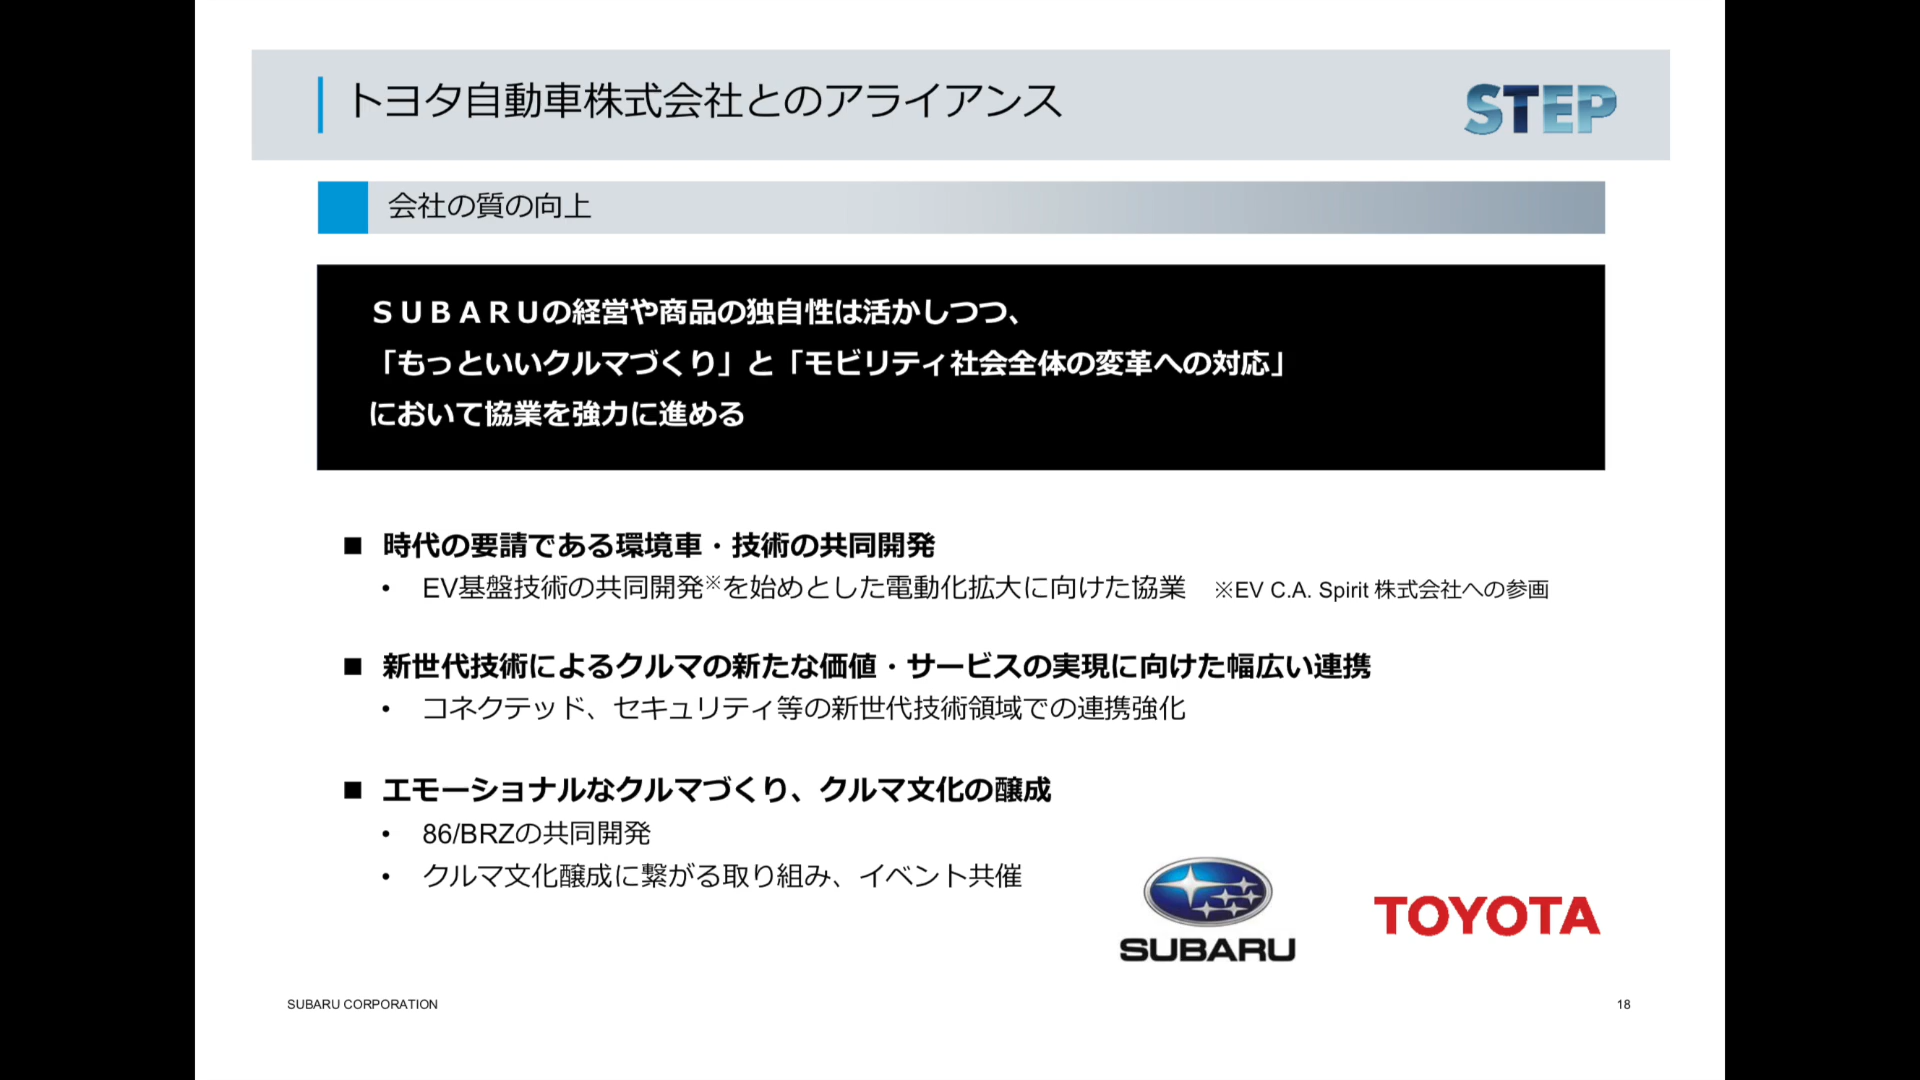 トヨタ自動車株式会社とのアライアンス
STEP
会社の質の向上
ＳＵＢＡＲＵの経営や商品の独自性は活かしつつ、
「もっといいクルマづくり」と「モビリティ社会全体の変革への対応」
において協業を強力に進める
■ 時代の要請である環境車・技術の共同開発
• EV基盤技術の共同開発※を始めとした電動化拡大に向けた協業 ※EV C.A. Spirit 株式会社への参画
■ 新世代技術によるクルマの新たな価値・サービスの実現に向けた幅広い連携
• コネクテッド、セキュリティ等の新世代技術領域での連携強化
■ エモーショナルなクルマづくり、クルマ文化の醸成
• 86/BRZの共同開発
• クルマ文化醸成に繋がる取り組み、イベント共催
SUBARU
TOYOTA
SUBARU CORPORATION
18